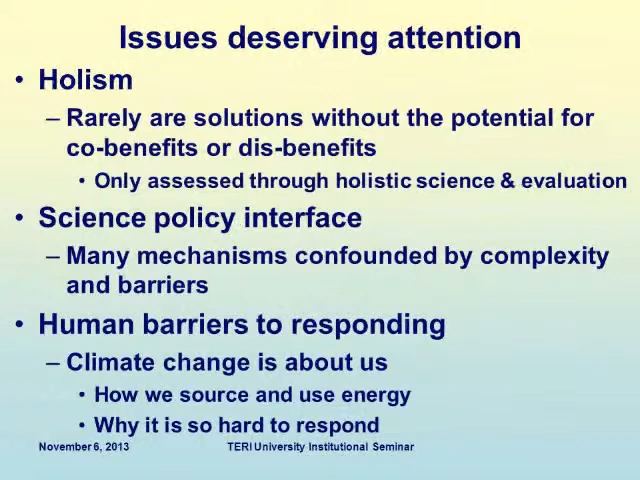 Issues deserving attention
• Holism
– Rarely are solutions without the potential for
co-benefits or dis-benefits
• Only assessed through holistic science & evaluation
• Science policy interface
– Many mechanisms confounded by complexity
and barriers
• Human barriers to responding
– Climate change is about us
• How we source and use energy
• Why it is so hard to respond
November 6, 2013 TERI University Institutional Seminar